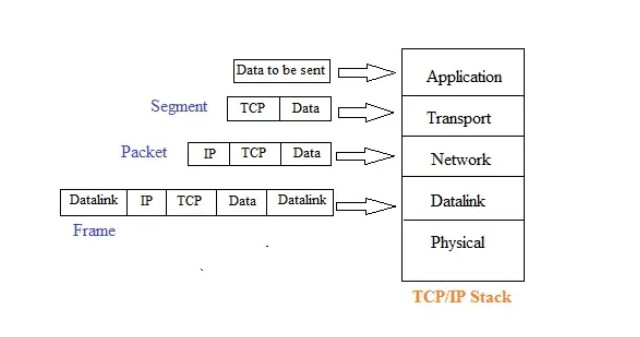 Data to be sent
Application
Segment TCP Data
Transport
Packet IP TCP Data
Network
Datalink IP TCP Data Datalink
Datalink
Frame
Physical
TCP/IP Stack